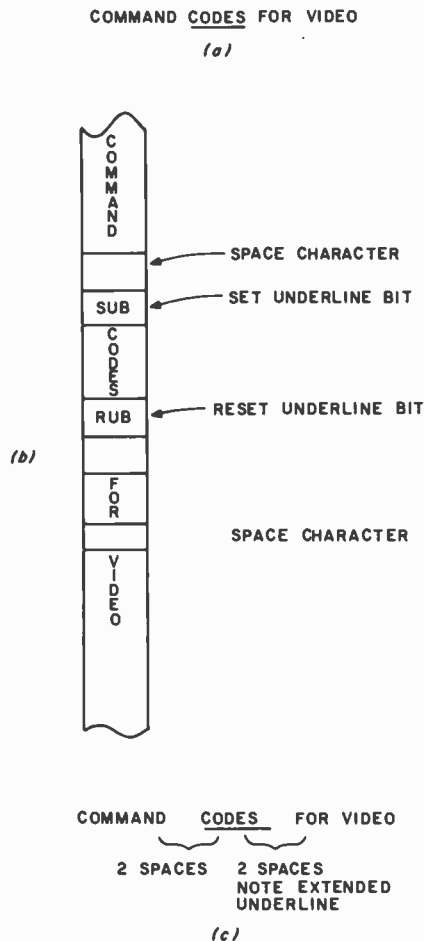 COMMAND CODES FOR VIDEO
(a)
COMMAND
SPACE CHARACTER
SUB
SET UNDERLINE BIT
CODES
RUB
RESET UNDERLINE BIT
(b)
FOR
SPACE CHARACTER
VIDEO
COMMAND CODES FOR VIDEO
2 SPACES 2 SPACES
NOTE EXTENDED
UNDERLINE
(c)